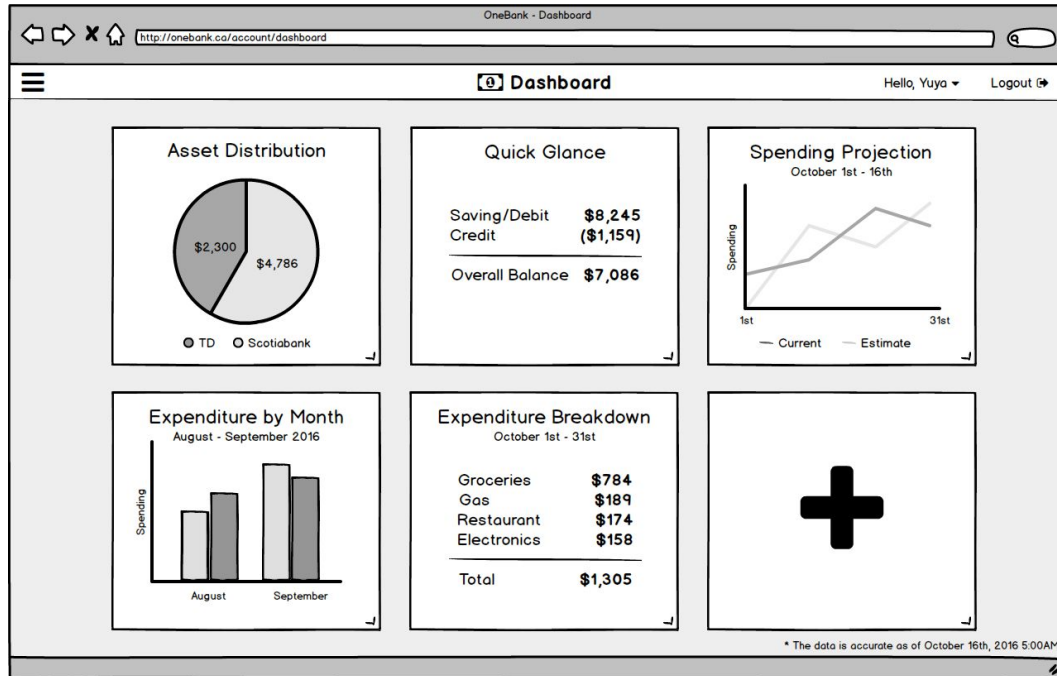 OneBank - Dashboard
http://onebank.ca/account/dashboard
Dashboard
Hello, Yuya
Logout
Asset Distribution
$2,300
$4,786
TD
Scotiabank
Quick Glance
Saving/Debit $8,245
Credit ($1,159)
Overall Balance $7,086
Spending Projection
October 1st - 16th
Spending
1st 31st
Current Estimate
Expenditure by Month
August - September 2016
Spending
August September
Expenditure Breakdown
October 1st - 31st
Groceries $784
Gas $189
Restaurant $174
Electronics $158
Total $1,305
* The data is accurate as of October 16th, 2016 5:00AM